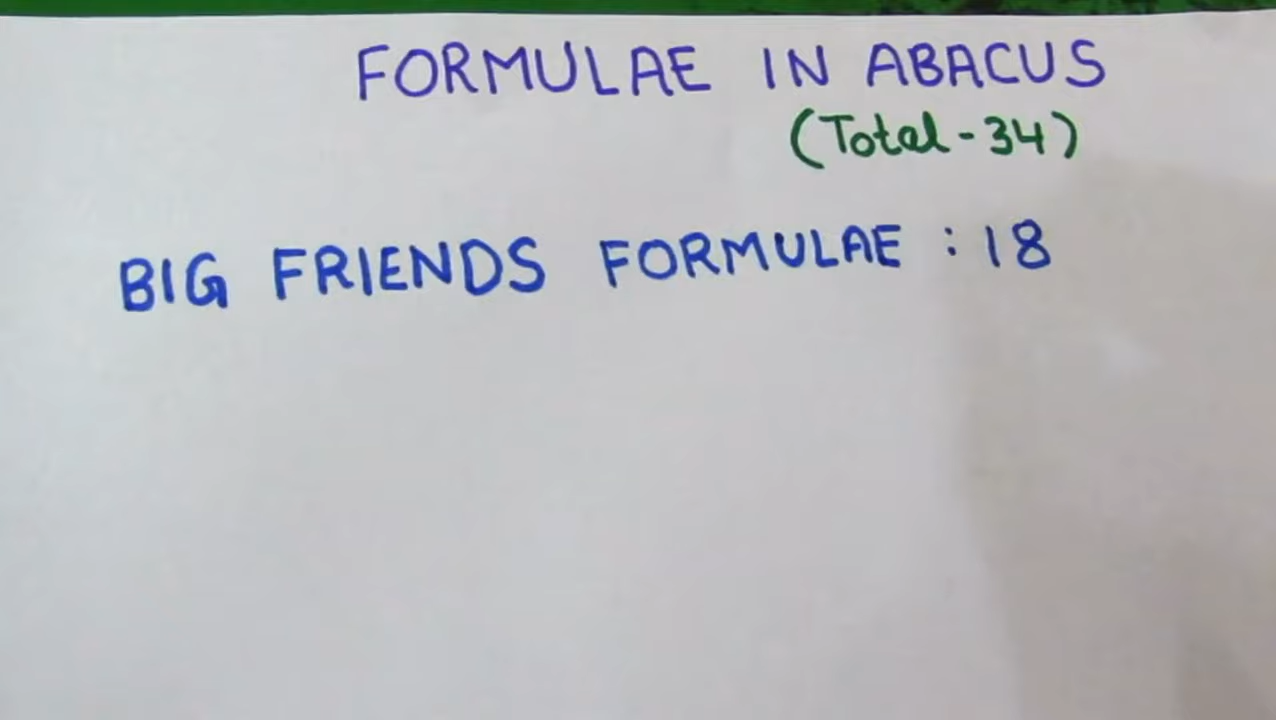 FORMULAE IN ABACUS
(Total - 34)
BIG FRIENDS FORMULAE : 18